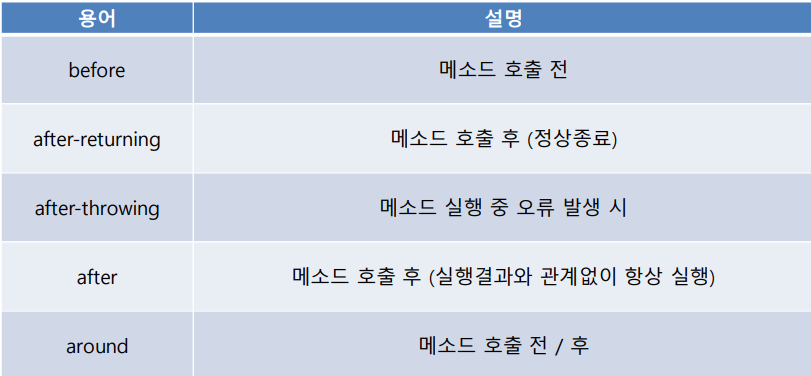 용어 설명
before 메소드 호출 전
after-returning 메소드 호출 후 (정상종료)
after-throwing 메소드 실행 중 오류 발생 시
after 메소드 호출 후 (실행결과와 관계없이 항상 실행)
around 메소드 호출 전 / 후